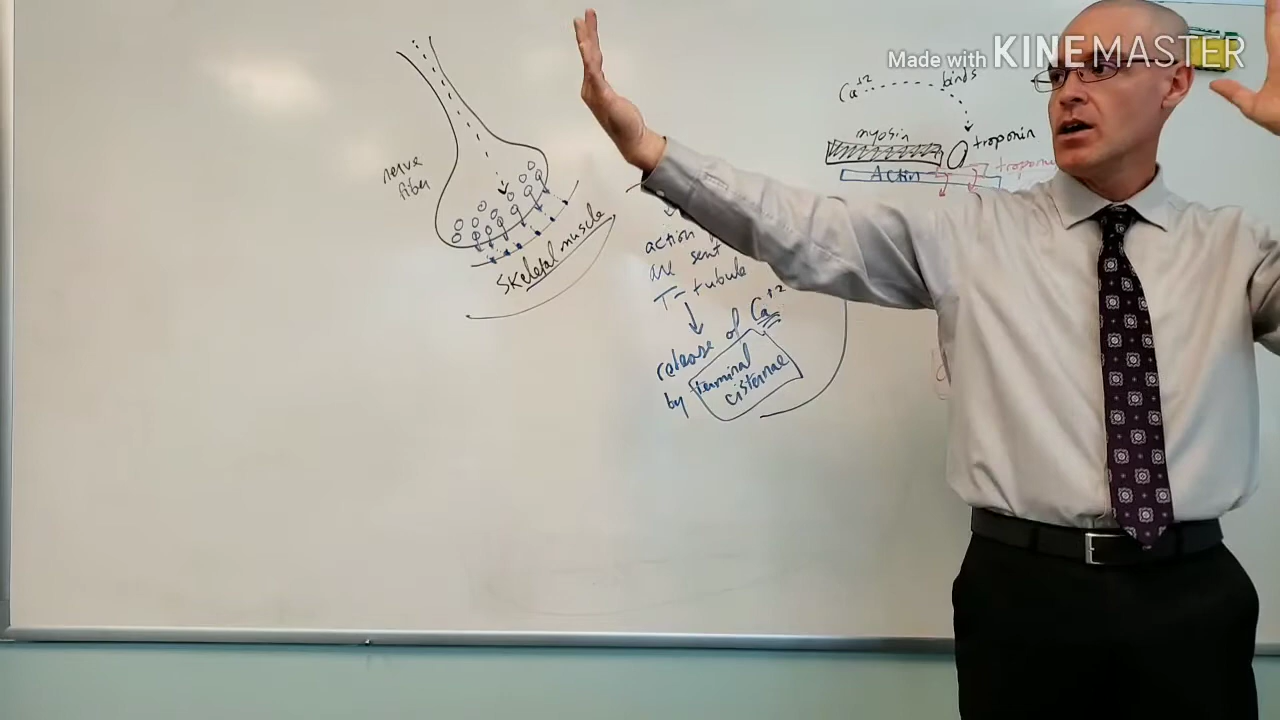 Made with KINEMASTER
Ca+2
binds
myosin
troponin
Actin
nerve
fiber
skeletal muscle
action
are sent
T- tubule
release of Ca+2
by terminal
cisternae